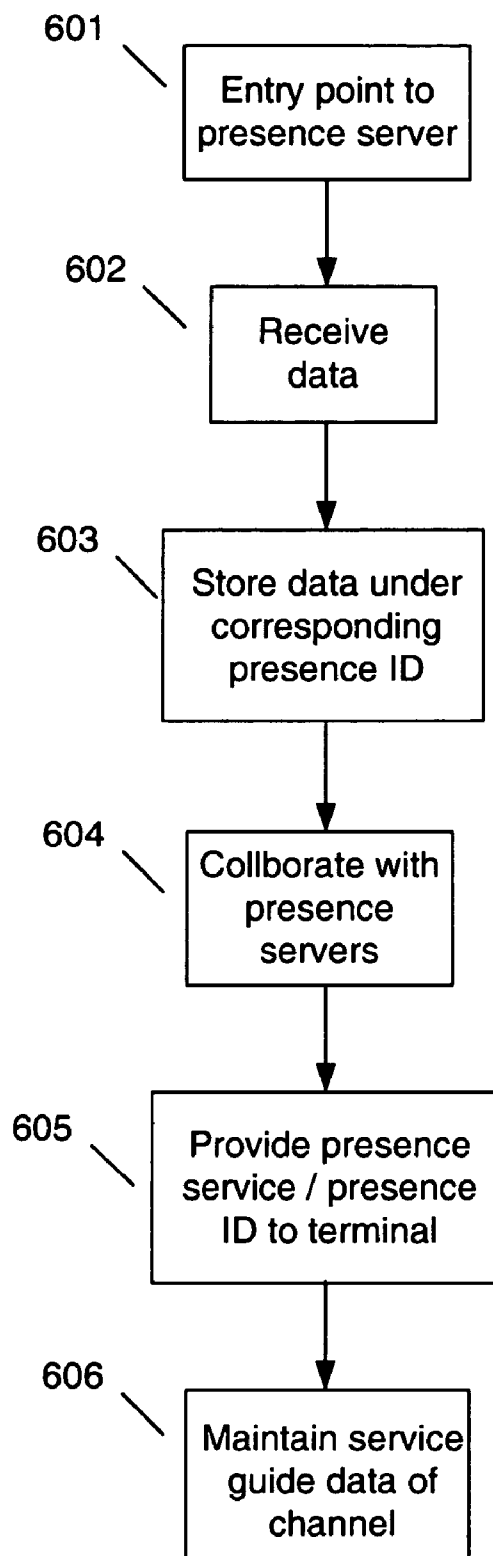 601
Entry point to
presence server
602
Receive
data
603
Store data under
corresponding
presence ID
604
Collborate with
presence
servers
605
Provide presence
service / presence
ID to terminal
606
Maintain service
guide data of
channel